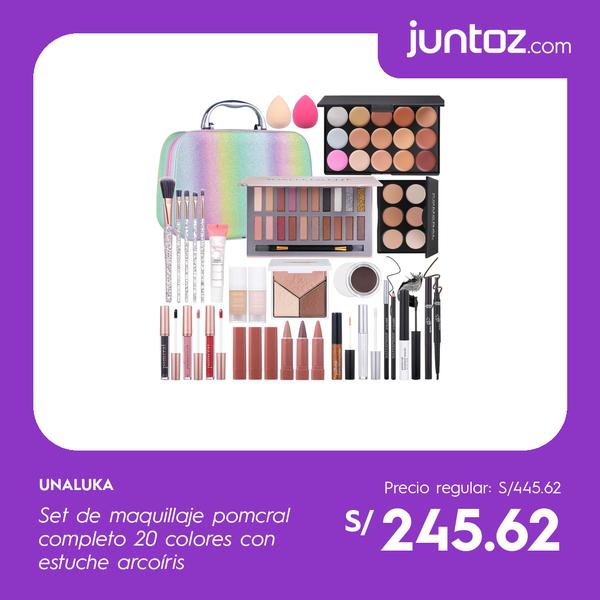 juntoz.com
UNALUKA
Set de maquillaje pomcral
completo 20 colores con
estuche arcoíris
Precio regular: S/445.62
S/ 245.62